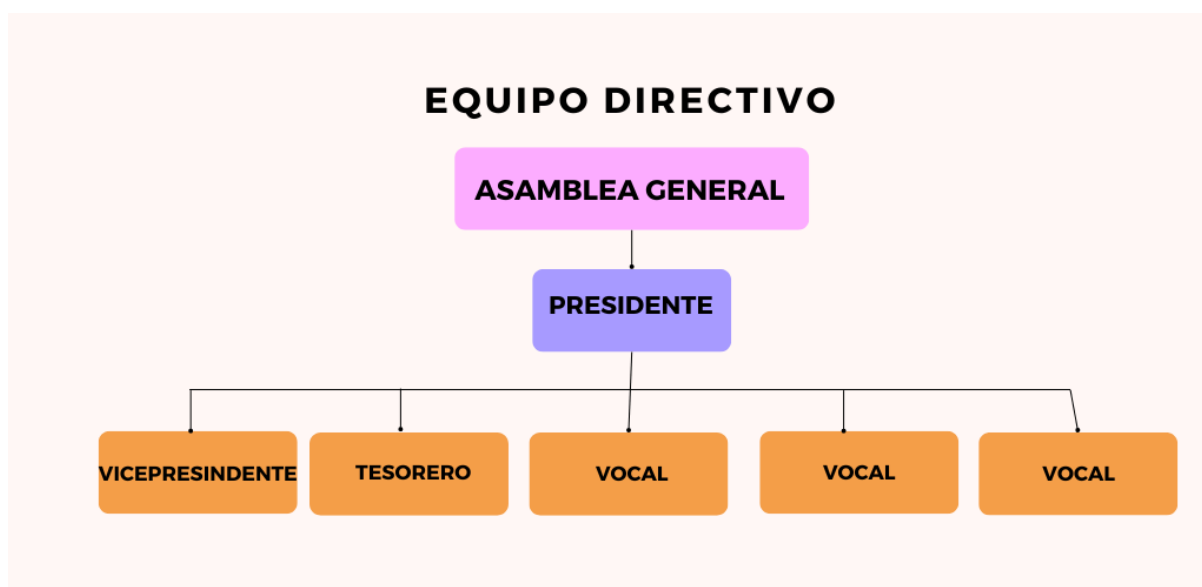 EQUIPO DIRECTIVO
ASAMBLEA GENERAL
PRESIDENTE
VICEPRESINDENTE
TESORERO
VOCAL
VOCAL
VOCAL